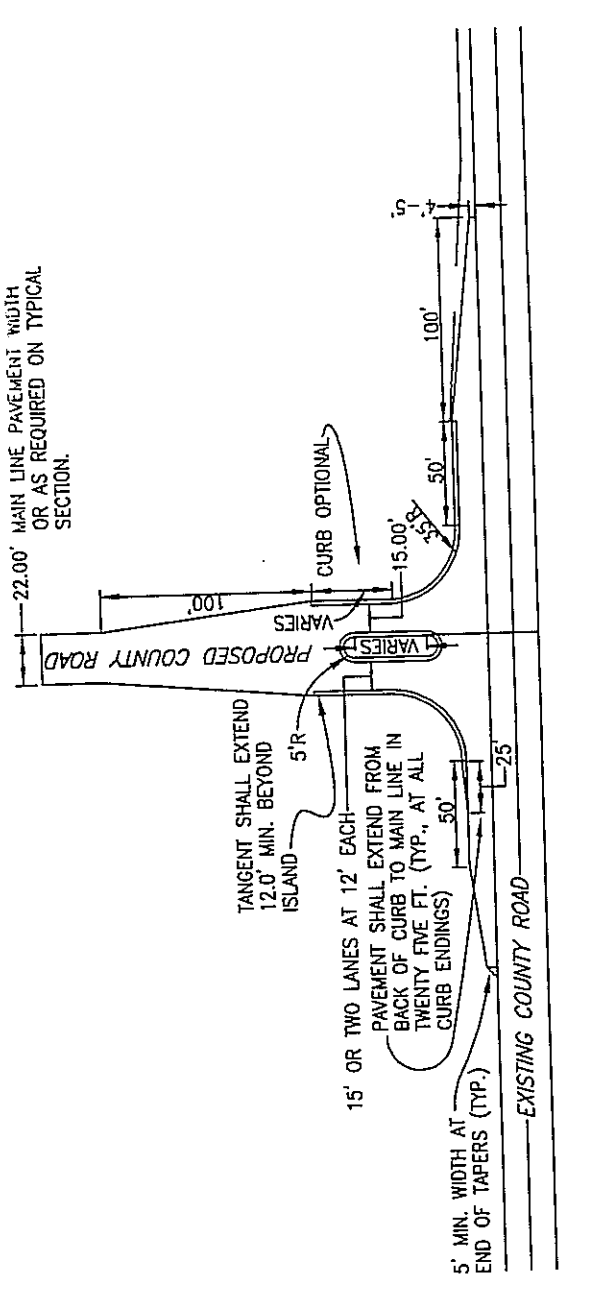 22.00' MAIN LINE PAVEMENT WIDTH
OR AS REQUIRED ON TYPICAL
SECTION.
100'
PROPOSED COUNTY ROAD
VARIES
CURB OPTIONAL
TANGENT SHALL EXTEND
12.0' MIN. BEYOND
ISLAND
5'R
VARIES
15.00'
35'R.
50'
100'
4'-5'
15' OR TWO LANES AT 12' EACH
PAVEMENT SHALL EXTEND FROM
BACK OF CURB TO MAIN LINE IN
TWENTY FIVE FT. (TYP., AT ALL
CURB ENDINGS)
50'
25'
5' MIN. WIDTH AT
END OF TAPERS (TYP.)
EXISTING COUNTY ROAD